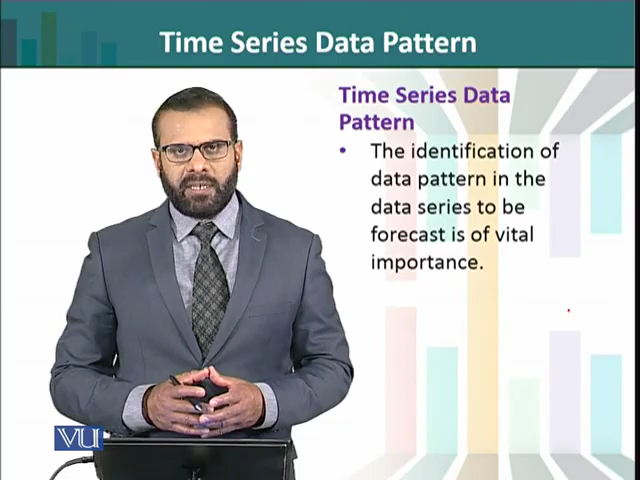 Time Series Data Pattern
Time Series Data
Pattern
• The identification of
data pattern in the
data series to be
forecast is of vital
importance.
VU